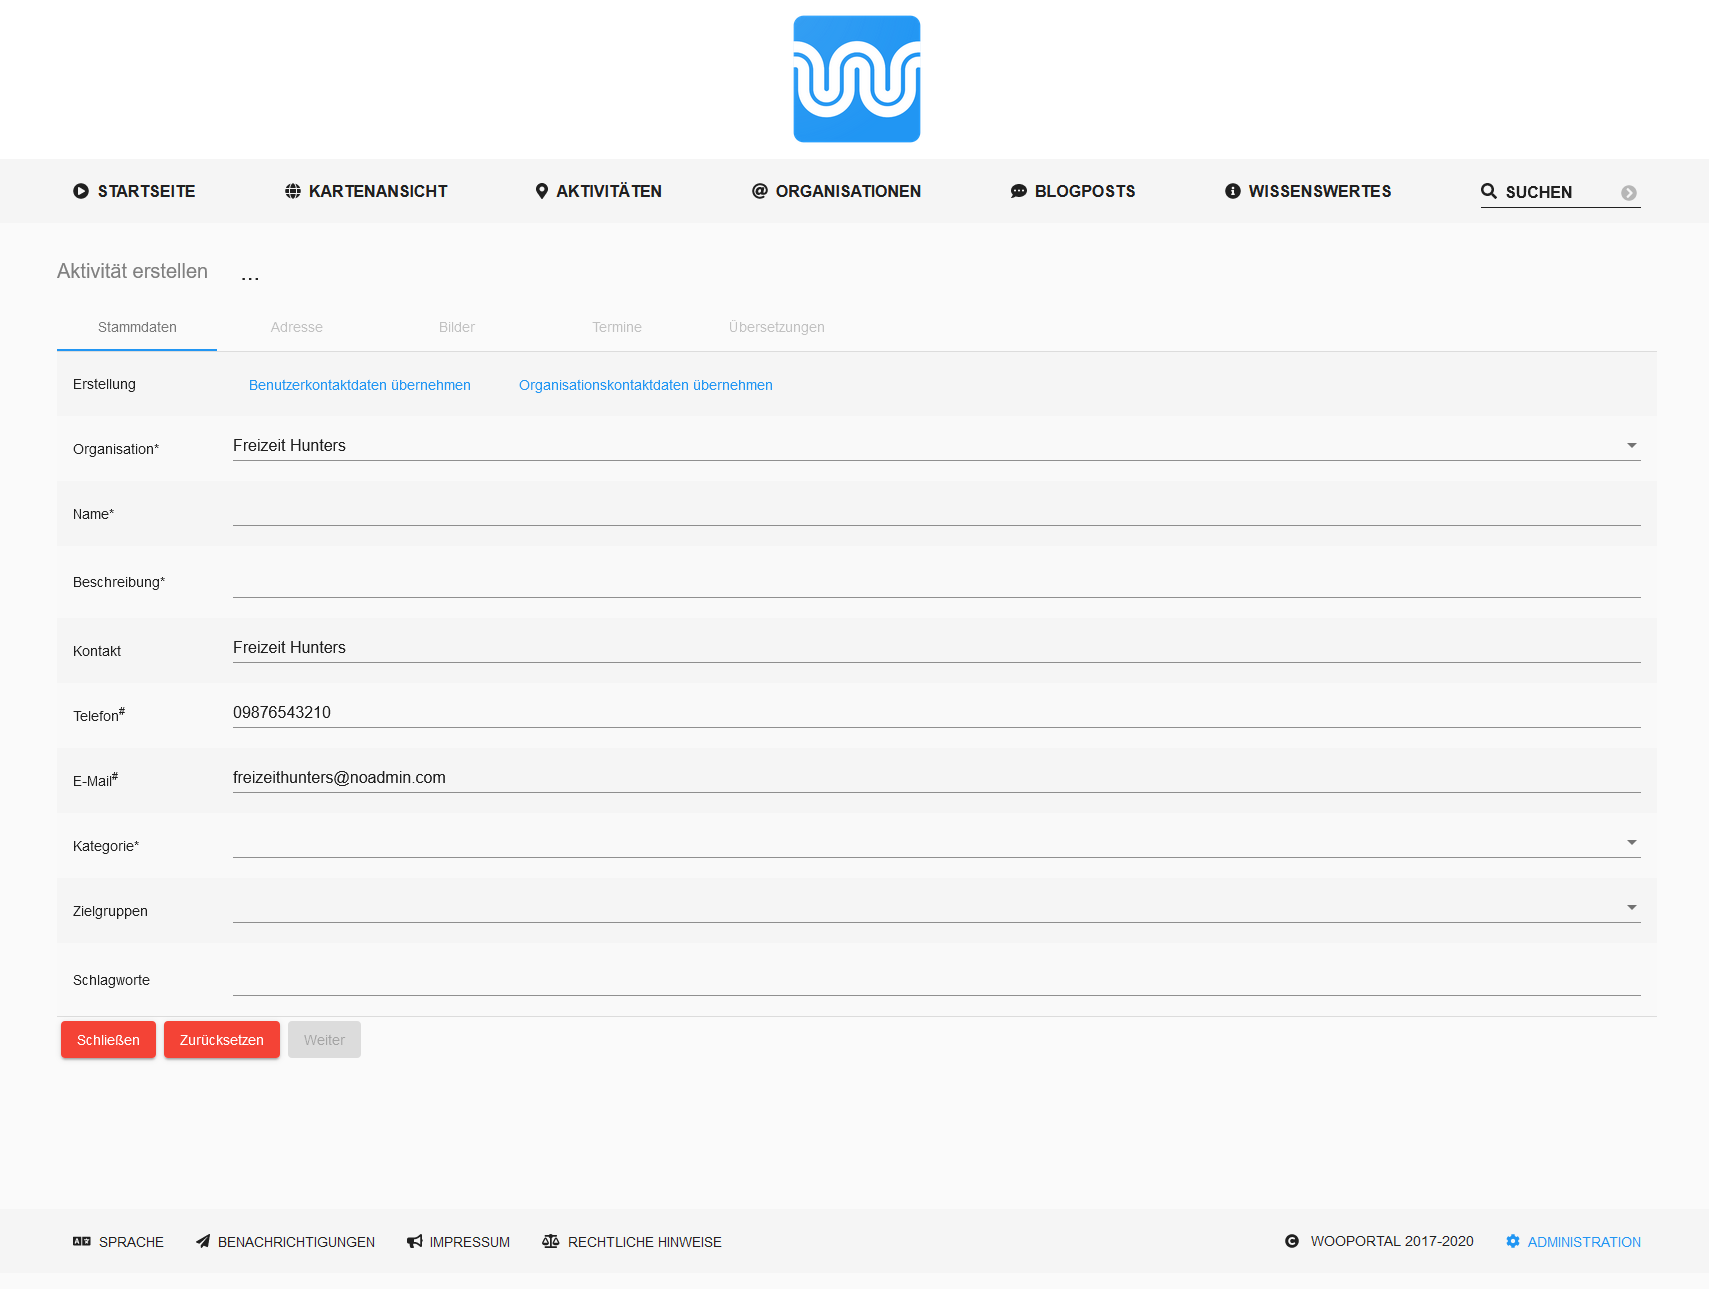 STARTSEITE KARTENANSICHT AKTIVITÄTEN @ ORGANISATIONEN BLOGPOSTS WISSENSWERTES SUCHEN
Aktivität erstellen ...
Stammdaten Adresse Bilder Termine Übersetzungen
Erstellung Benutzerkontaktdaten übernehmen Organisationskontaktdaten übernehmen
Organisation* Freizeit Hunters
Name*
Beschreibung*
Kontakt Freizeit Hunters
Telefon# 09876543210
E-Mail# freizeithunters@noadmin.com
Kategorie*
Zielgruppen
Schlagworte
Schließen Zurücksetzen Weiter
SPRACHE BENACHRICHTIGUNGEN IMPRESSUM RECHTLICHE HINWEISE WOOPORTAL 2017-2020 ADMINISTRATION